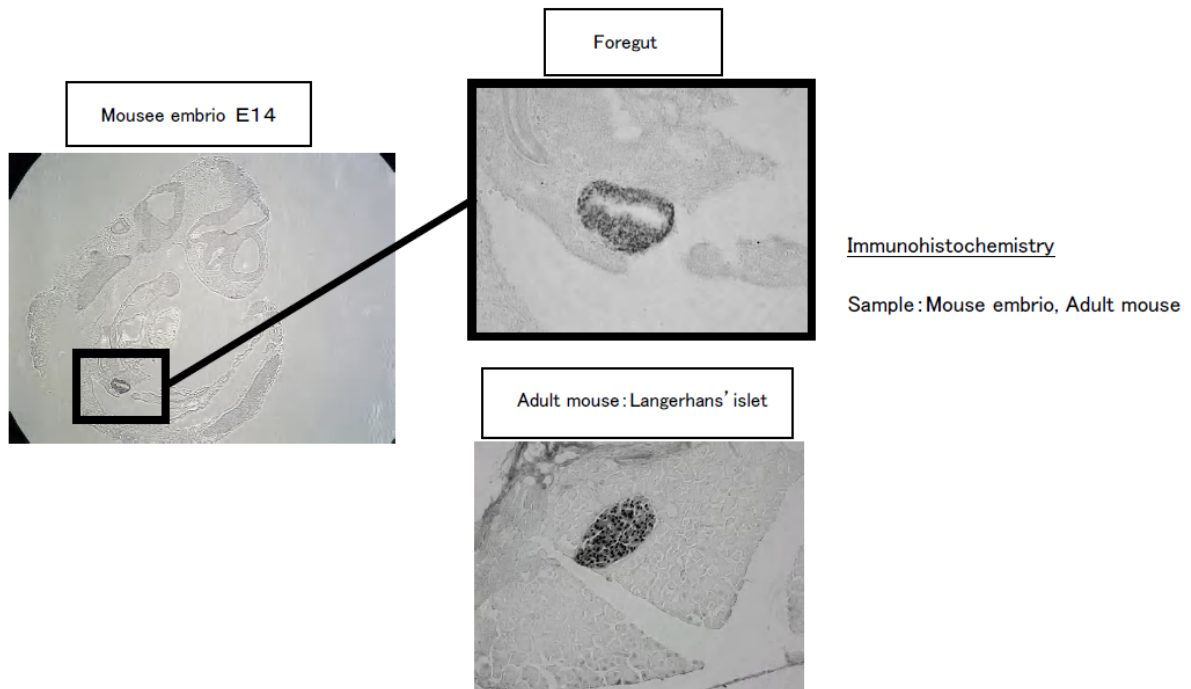 Foregut
Mousee embrio E14
Immunohistochemistry
Sample:Mouse embrio, Adult mouse
Adult mouse:Langerhans' islet